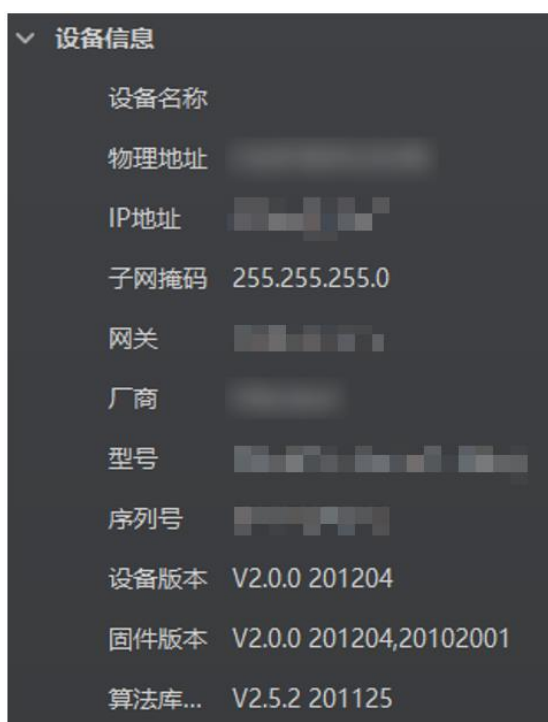 设备信息
设备名称
物理地址
IP地址
子网掩码 255.255.255.0
网关
厂商
型号
序列号
设备版本 V2.0.0 201204
固件版本 V2.0.0 201204,20102001
算法库... V2.5.2 201125